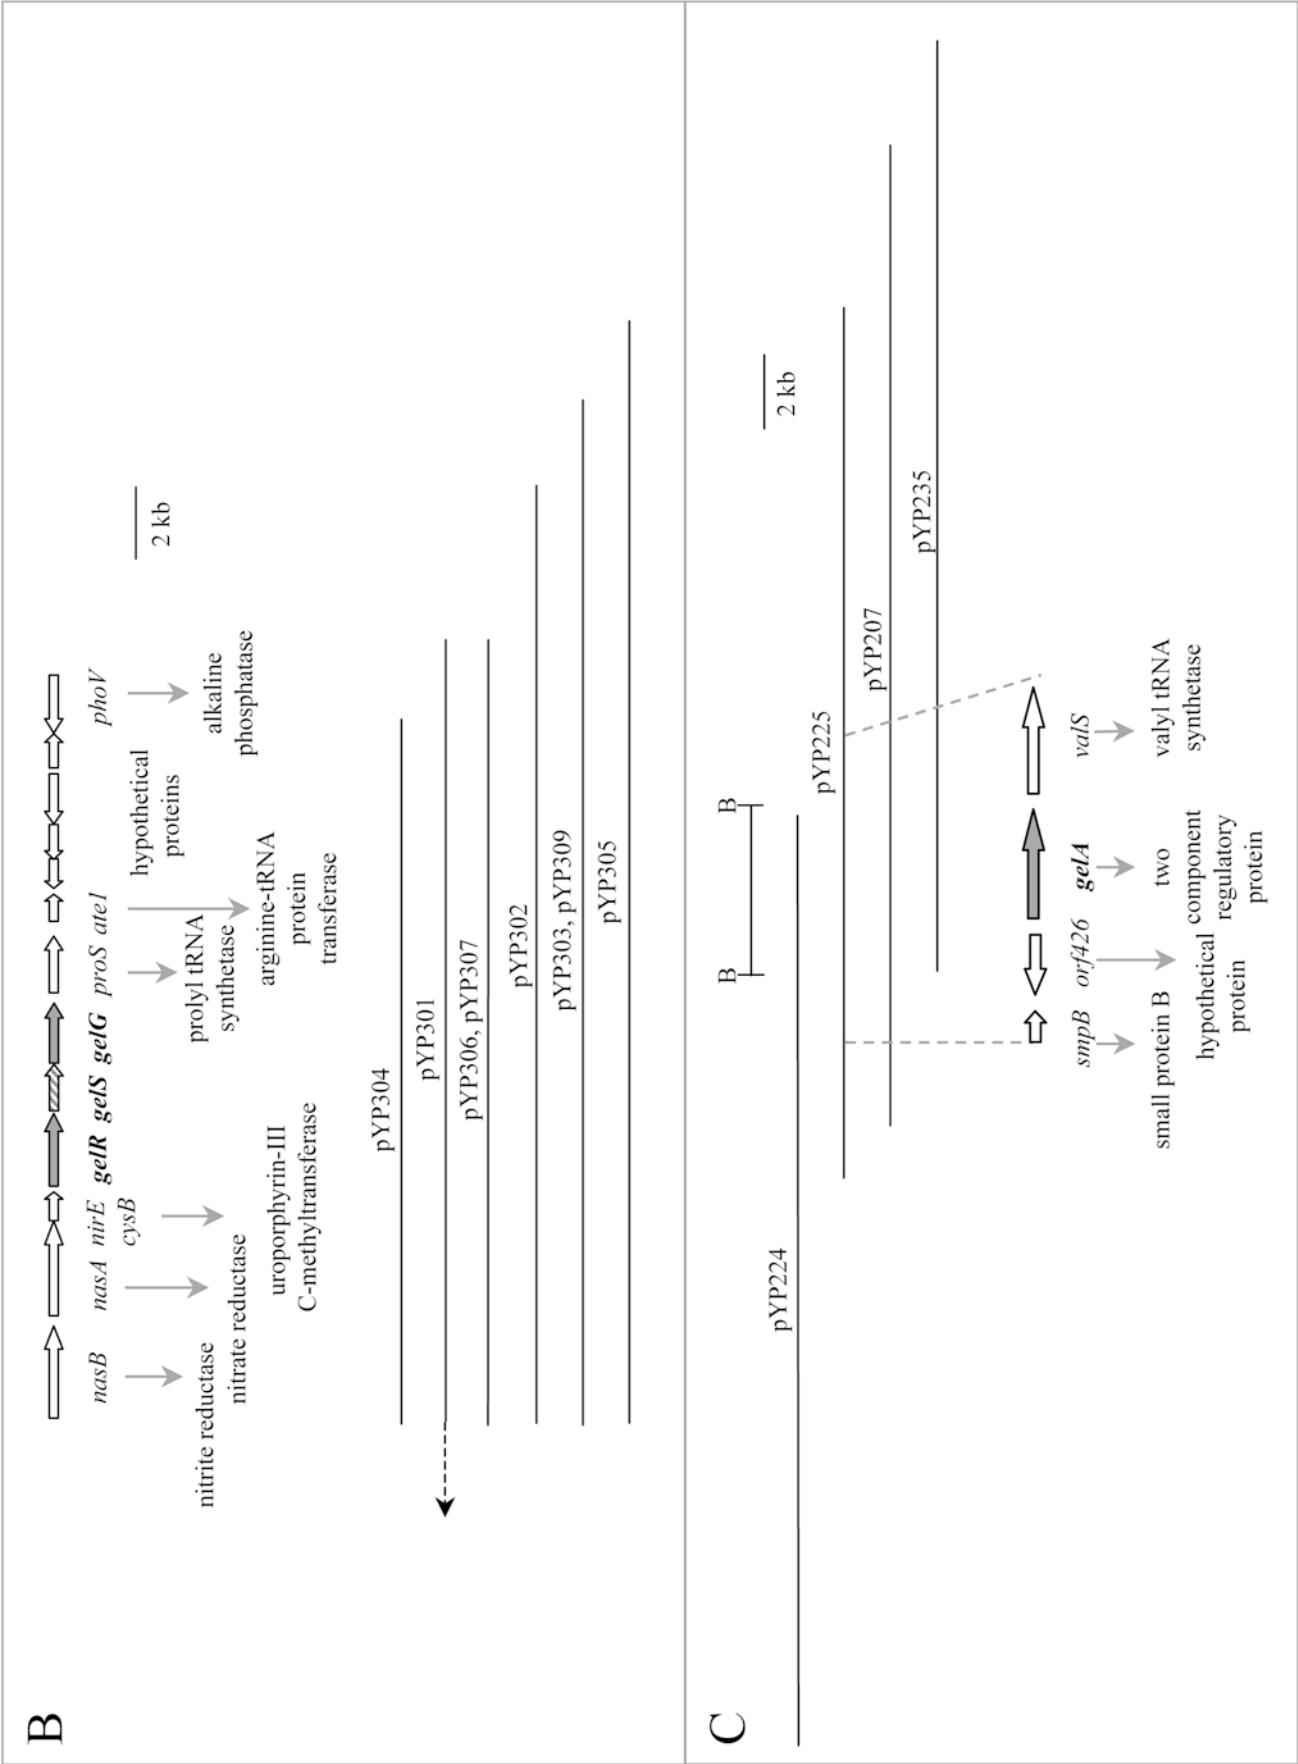 B
nasB nasA nirE gelR gelS gelG proS ate1 phoV
cysB
hypothetical
proteins
2 kb
nitrite reductase
nitrate reductase
uroporphyrin-III
C-methyltransferase
prolyl tRNA
synthetase
arginine-tRNA
protein
transferase
alkaline
phosphatase
pYP304
pYP301
pYP306, pYP307
pYP302
pYP303, pYP309
pYP305
C
B B
2 kb
pYP224
pYP225
pYP207
pYP235
smpB orf426 gelA valS
small protein B
hypothetical
protein
two
component
regulatory
protein
valyl tRNA
synthetase